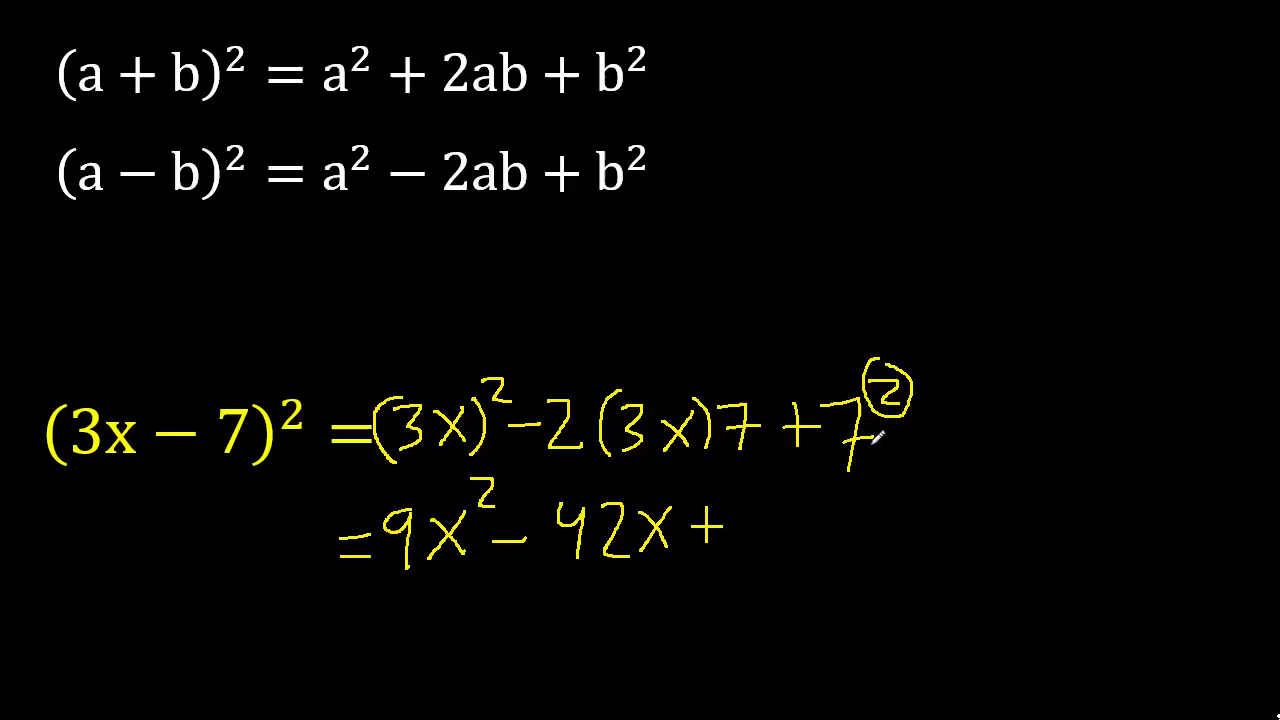 (a + b)² = a² + 2ab + b²
(a − b)² = a² − 2ab + b²
(3x − 7)² = (3x)² − 2(3x)7 + 7²
= 9x² − 42x +